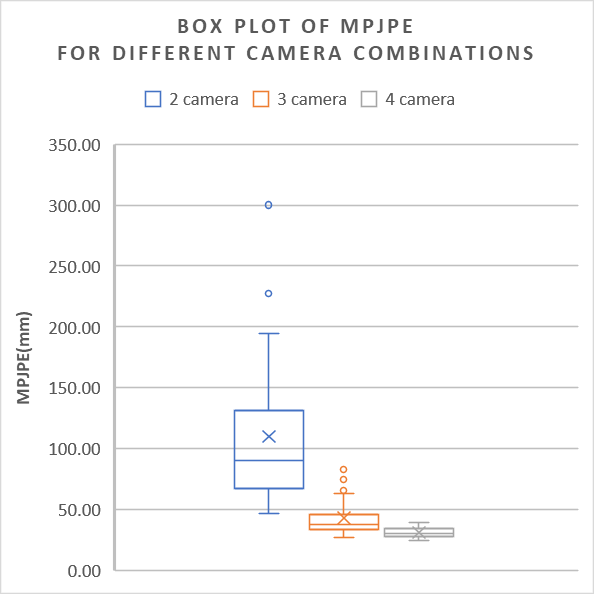 BOX PLOT OF MPJPE
FOR DIFFERENT CAMERA COMBINATIONS
2 camera 3 camera 4 camera
350.00
300.00
250.00
200.00
150.00
100.00
50.00
0.00
MPJPE(mm)